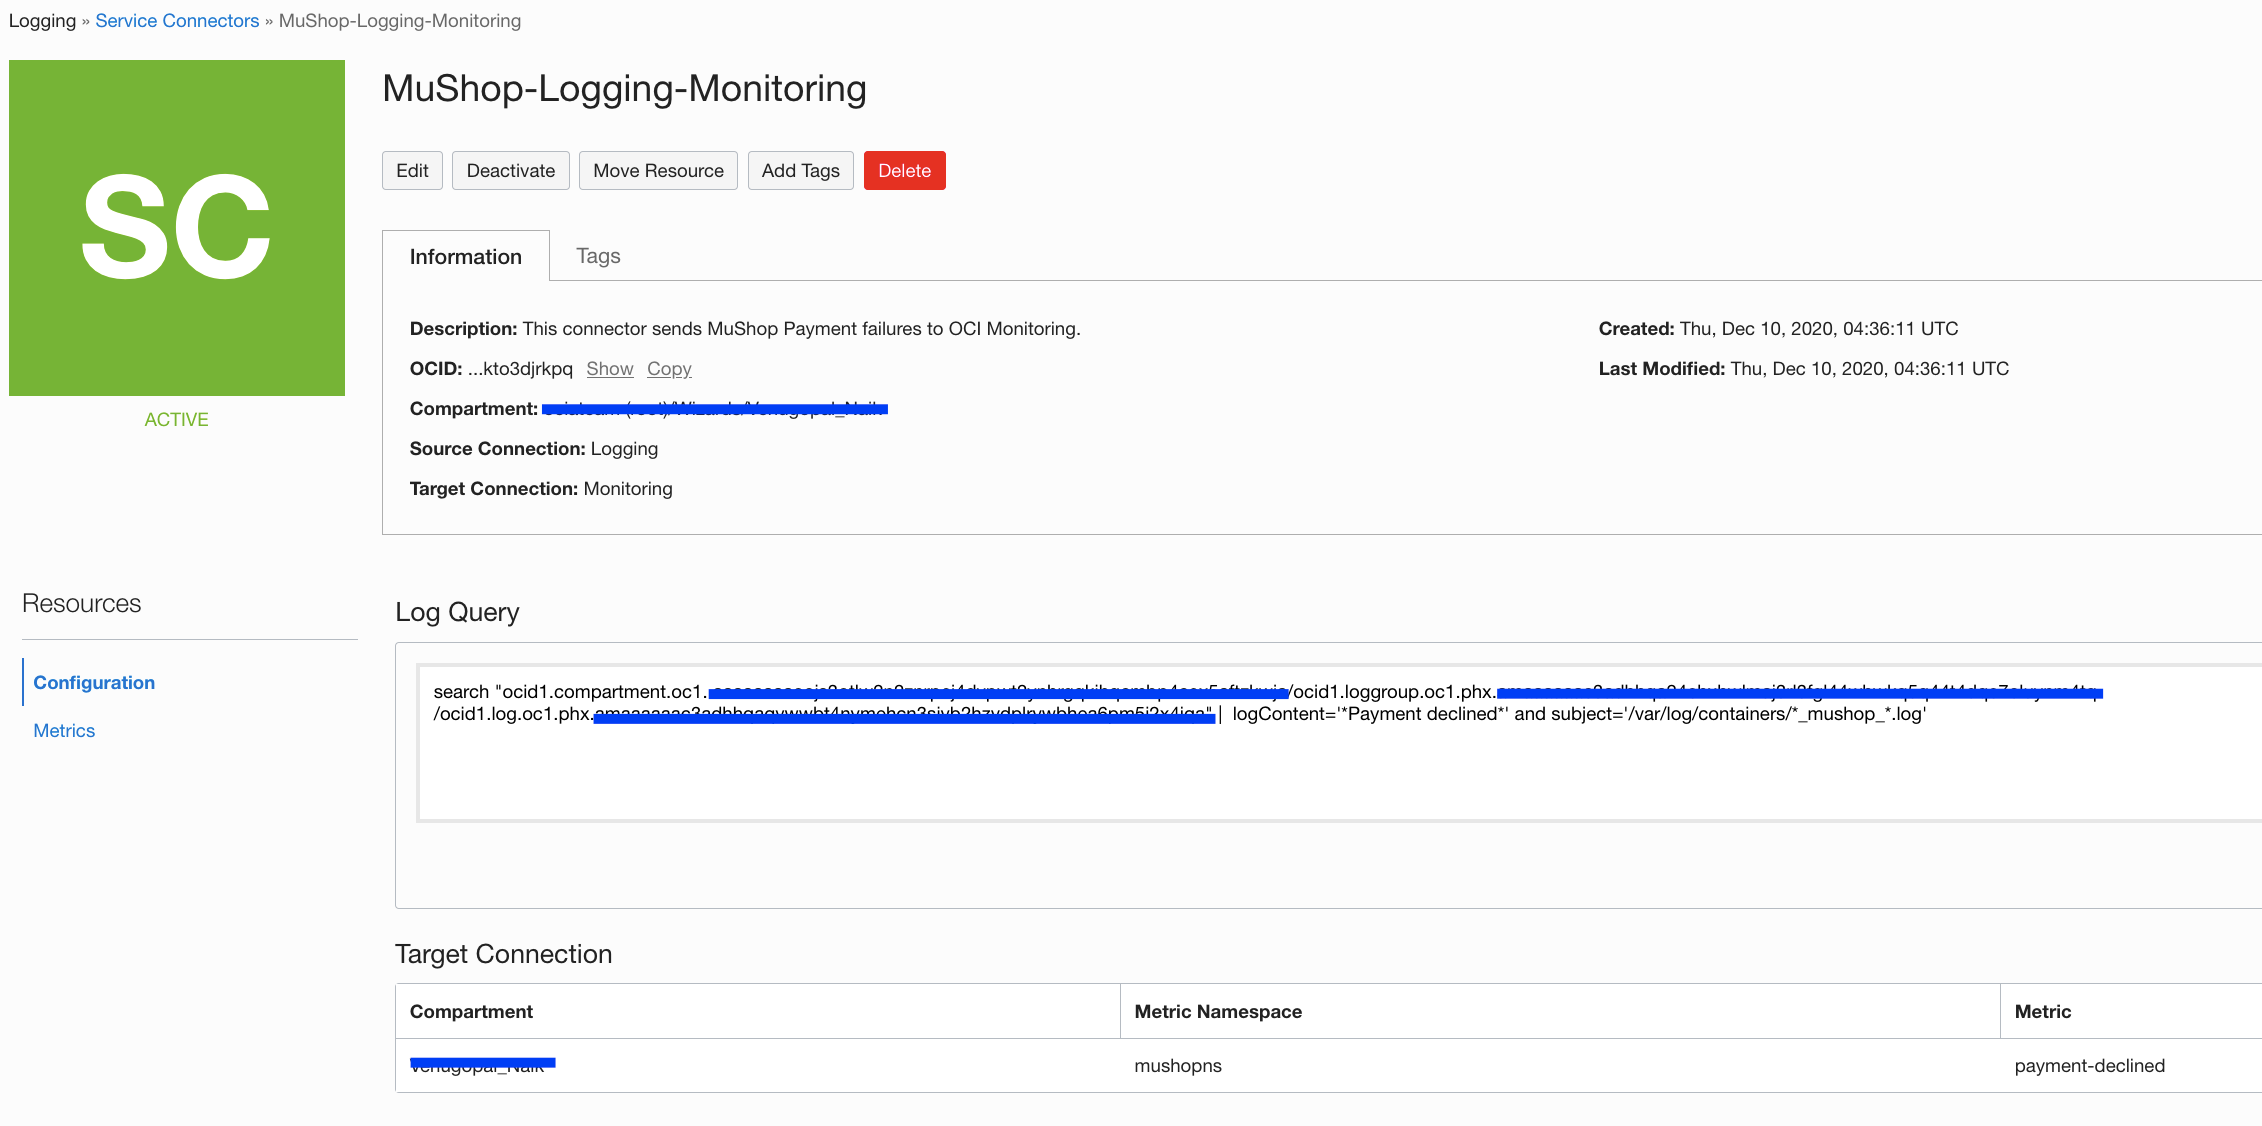 Logging » Service Connectors » MuShop-Logging-Monitoring
SC
ACTIVE
MuShop-Logging-Monitoring
Edit Deactivate Move Resource Add Tags Delete
Information Tags
Description: This connector sends MuShop Payment failures to OCI Monitoring.
Created: Thu, Dec 10, 2020, 04:36:11 UTC
OCID: ...kto3djrkpq Show Copy
Last Modified: Thu, Dec 10, 2020, 04:36:11 UTC
Compartment:
Source Connection: Logging
Target Connection: Monitoring
Resources
Configuration
Metrics
Log Query
search "ocid1.compartment.oc1. /ocid1.loggroup.oc1.phx.
/ocid1.log.oc1.phx. | logContent='*Payment declined*' and subject='/var/log/containers/*_mushop_*.log'
Target Connection
Compartment Metric Namespace Metric
mushopns payment-declined